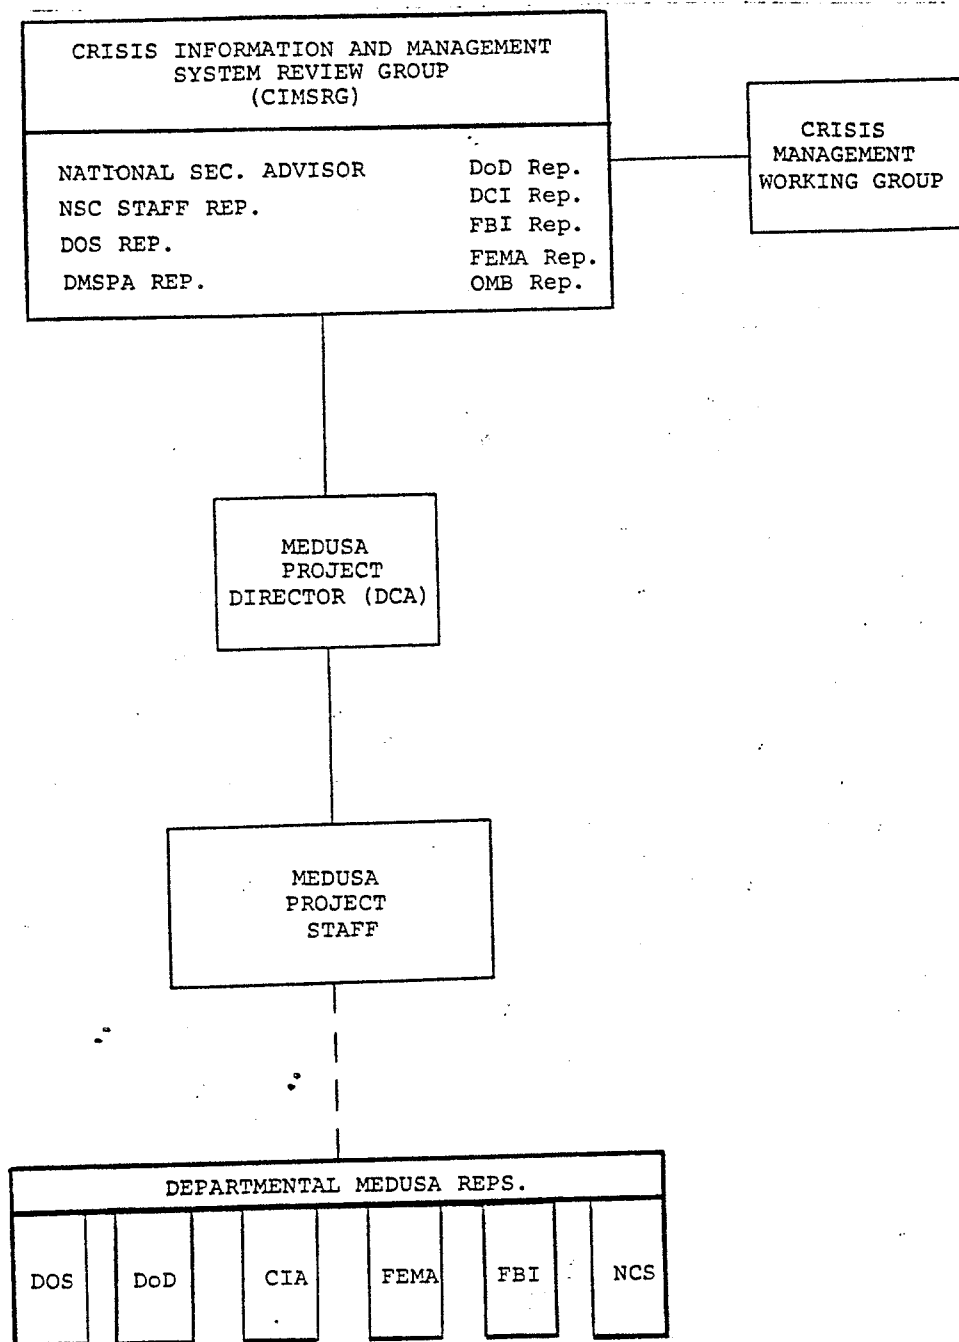 CRISIS INFORMATION AND MANAGEMENT
SYSTEM REVIEW GROUP
(CIMSRG)
NATIONAL SEC. ADVISOR
NSC STAFF REP.
DOS REP.
DMSPA REP.
DoD Rep.
DCI Rep.
FBI Rep.
FEMA Rep.
OMB Rep.
CRISIS
MANAGEMENT
WORKING GROUP
MEDUSA
PROJECT
DIRECTOR (DCA)
MEDUSA
PROJECT
STAFF
DEPARTMENTAL MEDUSA REPS.
DOS
DoD
CIA
FEMA
FBI
NCS